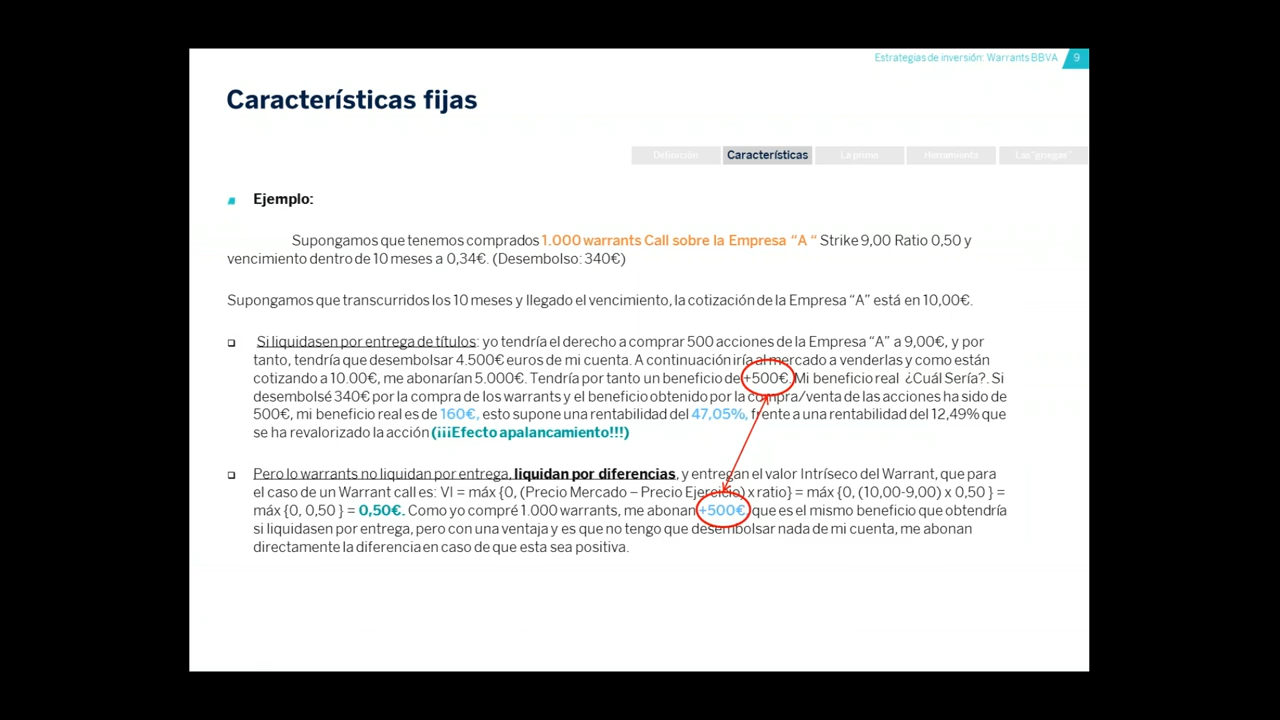 Estrategias de inversión: Warrants BBVA 9
Características fijas
Definición Características La prima Herramienta Las "griegas"
Ejemplo:
Supongamos que tenemos comprados 1.000 warrants Call sobre la Empresa "A " Strike 9,00 Ratio 0,50 y
vencimiento dentro de 10 meses a 0,34€. (Desembolso: 340€)
Supongamos que transcurridos los 10 meses y llegado el vencimiento, la cotización de la Empresa "A" está en 10,00€.
Si liquidasen por entrega de títulos: yo tendría el derecho a comprar 500 acciones de la Empresa "A" a 9,00€, y por
tanto, tendría que desembolsar 4.500€ euros de mi cuenta. A continuación iría al mercado a venderlas y como están
cotizando a 10.00€, me abonarían 5.000€. Tendría por tanto un beneficio de +500€. Mi beneficio real ¿Cuál Sería?. Si
desembolsé 340€ por la compra de los warrants y el beneficio obtenido por la compra/venta de las acciones ha sido de
500€, mi beneficio real es de 160€, esto supone una rentabilidad del 47,05%, frente a una rentabilidad del 12,49% que
se ha revalorizado la acción (¡¡¡Efecto apalancamiento!!!)
Pero lo warrants no liquidan por entrega, liquidan por diferencias, y entregan el valor Intríseco del Warrant, que para
el caso de un Warrant call es: VI = máx {0, (Precio Mercado – Precio Ejercicio) x ratio} = máx {0, (10,00-9,00) x 0,50 } =
máx {0, 0,50 } = 0,50€. Como yo compré 1.000 warrants, me abonan +500€, que es el mismo beneficio que obtendría
si liquidasen por entrega, pero con una ventaja y es que no tengo que desembolsar nada de mi cuenta, me abonan
directamente la diferencia en caso de que esta sea positiva.